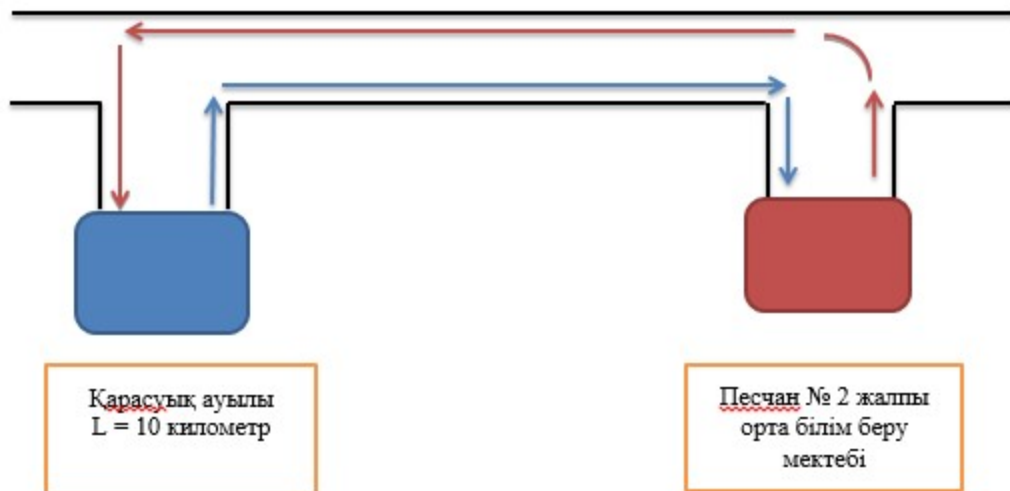 Қарасуық ауылы
L = 10 километр
Песчан № 2 жалпы
орта білім беру
мектебі